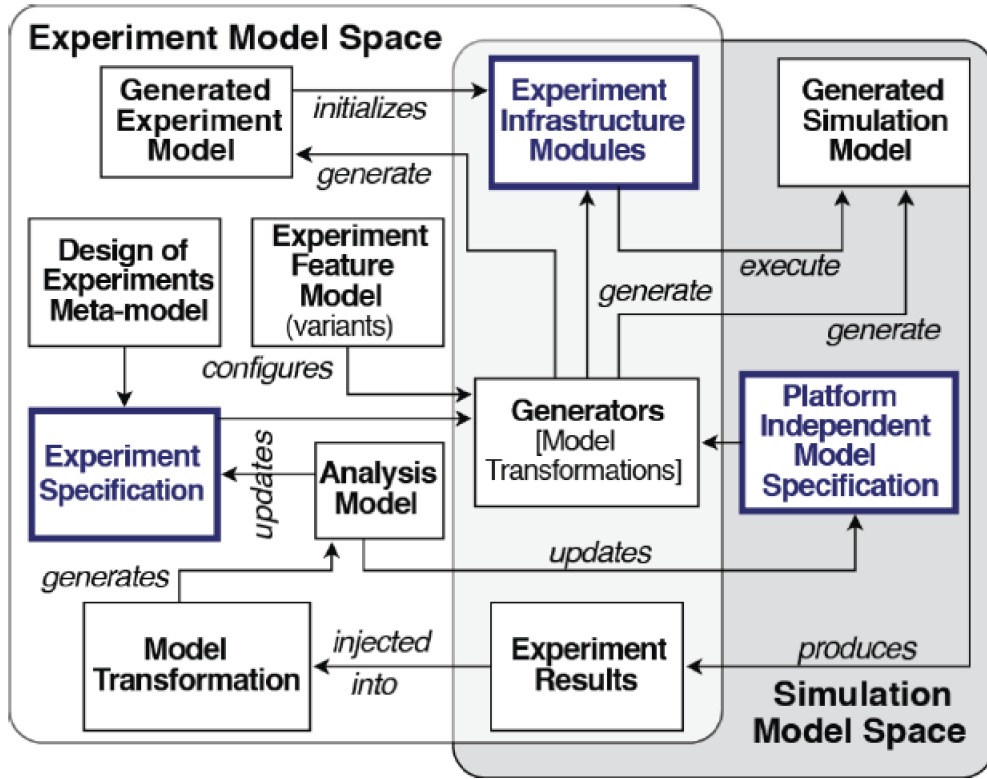 Experiment Model Space
Generated
Experiment
Model
initializes
generate
Experiment
Infrastructure
Modules
Generated
Simulation
Model
Design of
Experiments
Meta-model
Experiment
Feature
Model
(variants)
configures
execute
generate
generate
Experiment
Specification
updates
Analysis
Model
Generators
[Model
Transformations]
Platform
Independent
Model
Specification
generates
updates
Model
Transformation
injected
into
Experiment
Results
produces
Simulation
Model Space